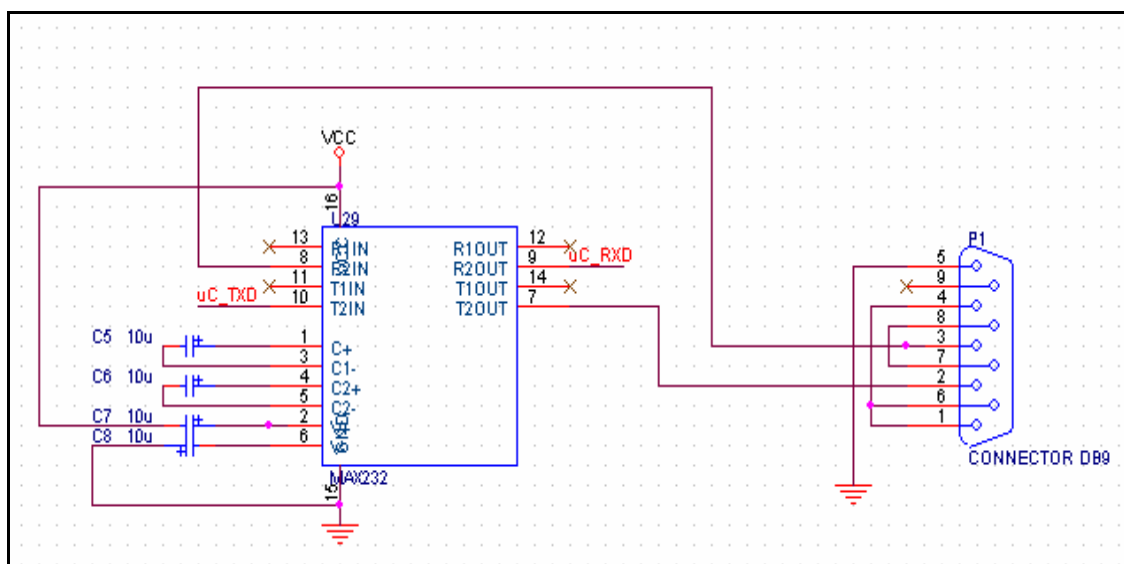 VCC
16
U29
13 R1IN R1OUT 12
8 R2IN R2OUT 9 uC_RXD
11 T1IN T1OUT 14
uC_TXD 10 T2IN T2OUT 7
C5 10u 1 C+
3 C1-
C6 10u 4 C2+
5 C2-
C7 10u 2
C8 10u 6
MAX232
15
P1
5
9
4
8
3
7
2
6
1
CONNECTOR DB9